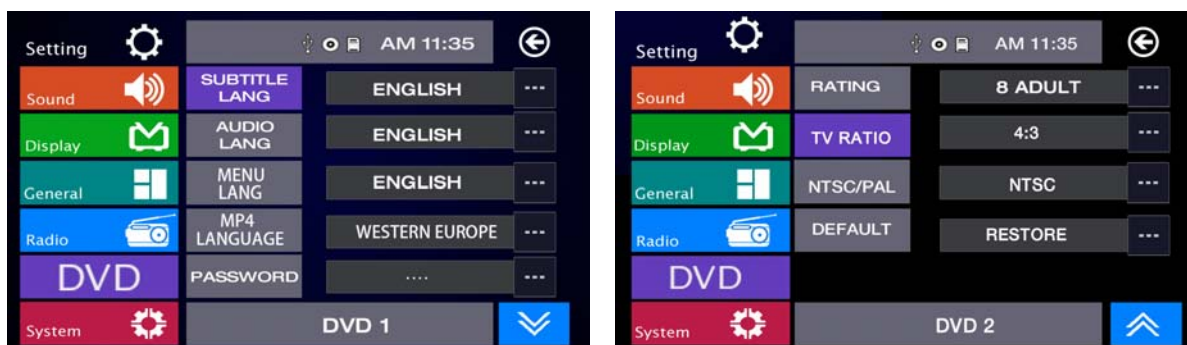 Setting
AM 11:35
Sound
SUBTITLE
LANG
ENGLISH
---
Display
AUDIO
LANG
ENGLISH
---
General
MENU
LANG
ENGLISH
---
Radio
MP4
LANGUAGE
WESTERN EUROPE
---
DVD
PASSWORD
....
---
System
DVD 1
Setting
AM 11:35
Sound
RATING
8 ADULT
---
Display
TV RATIO
4:3
---
General
NTSC/PAL
NTSC
---
Radio
DEFAULT
RESTORE
---
DVD
System
DVD 2